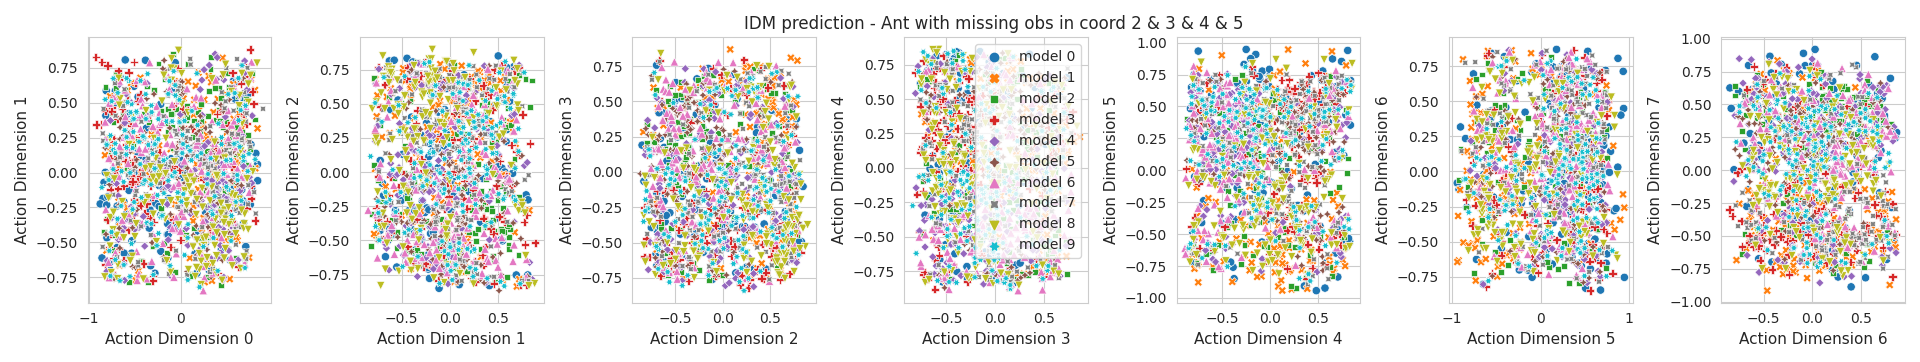 IDM prediction - Ant with missing obs in coord 2 & 3 & 4 & 5
Action Dimension 1
0.75
0.50
0.25
0.00
−0.25
−0.50
−0.75
−1
0
Action Dimension 0
Action Dimension 2
0.75
0.50
0.25
0.00
−0.25
−0.50
−0.75
−0.5
0.0
0.5
Action Dimension 1
Action Dimension 3
0.75
0.50
0.25
0.00
−0.25
−0.50
−0.75
−0.5
0.0
0.5
Action Dimension 2
Action Dimension 4
0.75
0.50
0.25
0.00
−0.25
−0.50
−0.75
−0.5
0.0
0.5
Action Dimension 3
model 0
model 1
model 2
model 3
model 4
model 5
model 6
model 7
model 8
model 9
Action Dimension 5
1.00
0.75
0.50
0.25
0.00
−0.25
−0.50
−0.75
−1.00
−0.5
0.0
0.5
Action Dimension 4
Action Dimension 6
0.75
0.50
0.25
0.00
−0.25
−0.50
−0.75
−1
0
1
Action Dimension 5
Action Dimension 7
1.00
0.75
0.50
0.25
0.00
−0.25
−0.50
−0.75
−1.00
−0.5
0.0
0.5
Action Dimension 6